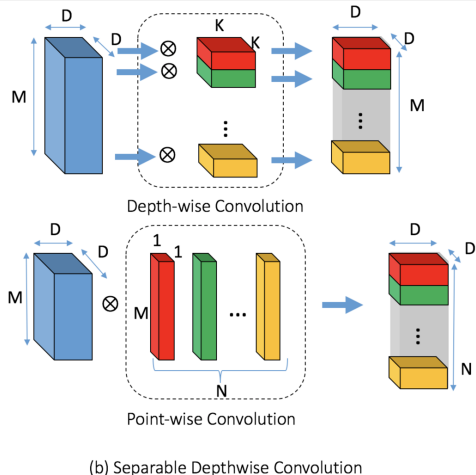 D
D
K
K
D
D
M
M
⊗
⊗
⊗
...
...
Depth-wise Convolution
D
D
1
1
D
D
M
⊗
M
...
...
N
N
Point-wise Convolution
(b) Separable Depthwise Convolution